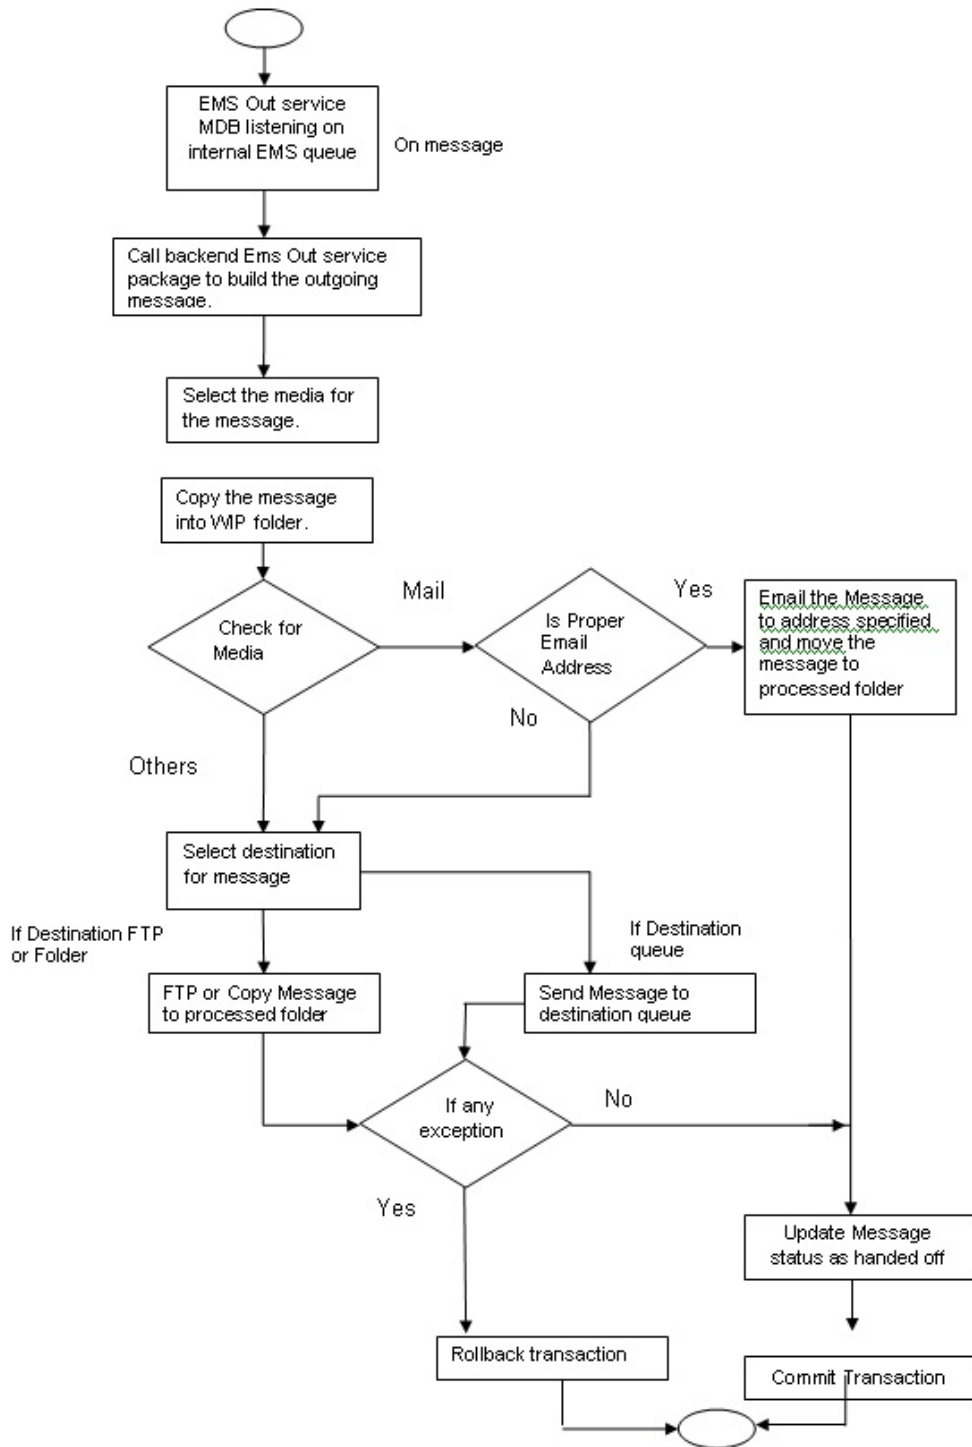 EMS Out service
MDB listening on
internal EMS queue
On message
Call backend Ems Out service
package to build the outgoing
message.
Select the media for
the message.
Copy the message
into WIP folder.
Check for
Media
Mail
Is Proper
Email
Address
Yes
Email the Message
to address specified
and move the
message to
processed folder
No
Others
Select destination
for message
If Destination FTP
or Folder
If Destination
queue
FTP or Copy Message
to processed folder
Send Message to
destination queue
If any
exception
No
Yes
Update Message
status as handed off
Rollback transaction
Commit Transaction